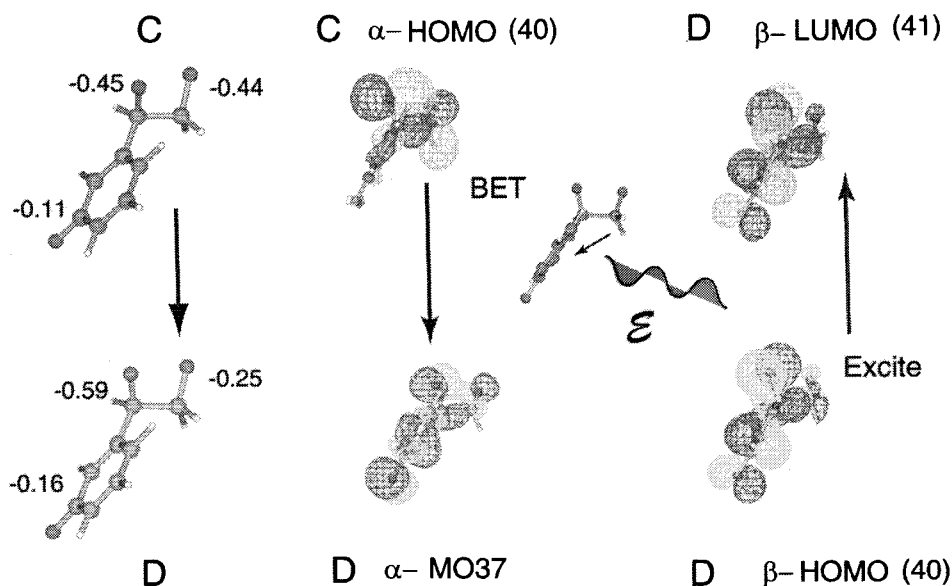 C
C α– HOMO (40)
D β– LUMO (41)
-0.45
-0.44
-0.11
BET
ℰ
Excite
-0.59
-0.25
-0.16
D
D α– MO37
D β– HOMO (40)